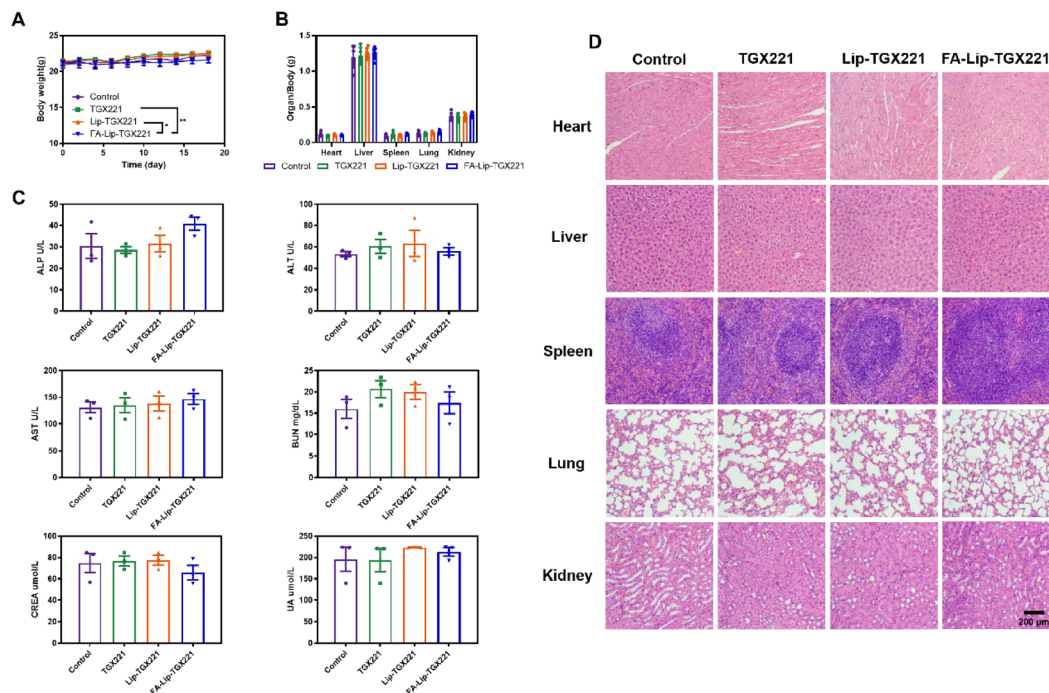 A
Body weight(g)
25
20
15
10
0
5
10
15
20
Time (day)
Control
TGX221
Lip-TGX221
FA-Lip-TGX221
*
**
B
Organ/Body (g)
2.0
1.5
1.0
0.5
0.0
Heart Liver Spleen Lung Kidney
Control TGX221 Lip-TGX221 FA-Lip-TGX221
C
ALP U/L
50
40
30
20
10
0
Control
TGX221
Lip-TGX221
FA-Lip-TGX221
ALT U/L
100
80
60
40
20
0
Control
TGX221
Lip-TGX221
FA-Lip-TGX221
AST U/L
200
150
100
50
0
Control
TGX221
Lip-TGX221
FA-Lip-TGX221
BUN mg/dL
25
20
15
10
5
0
Control
TGX221
Lip-TGX221
FA-Lip-TGX221
CREA umol/L
100
80
60
40
20
0
Control
TGX221
Lip-TGX221
FA-Lip-TGX221
UA umol/L
250
200
150
100
50
0
Control
TGX221
Lip-TGX221
FA-Lip-TGX221
D
Control TGX221 Lip-TGX221 FA-Lip-TGX221
Heart
Liver
Spleen
Lung
Kidney
200 μm